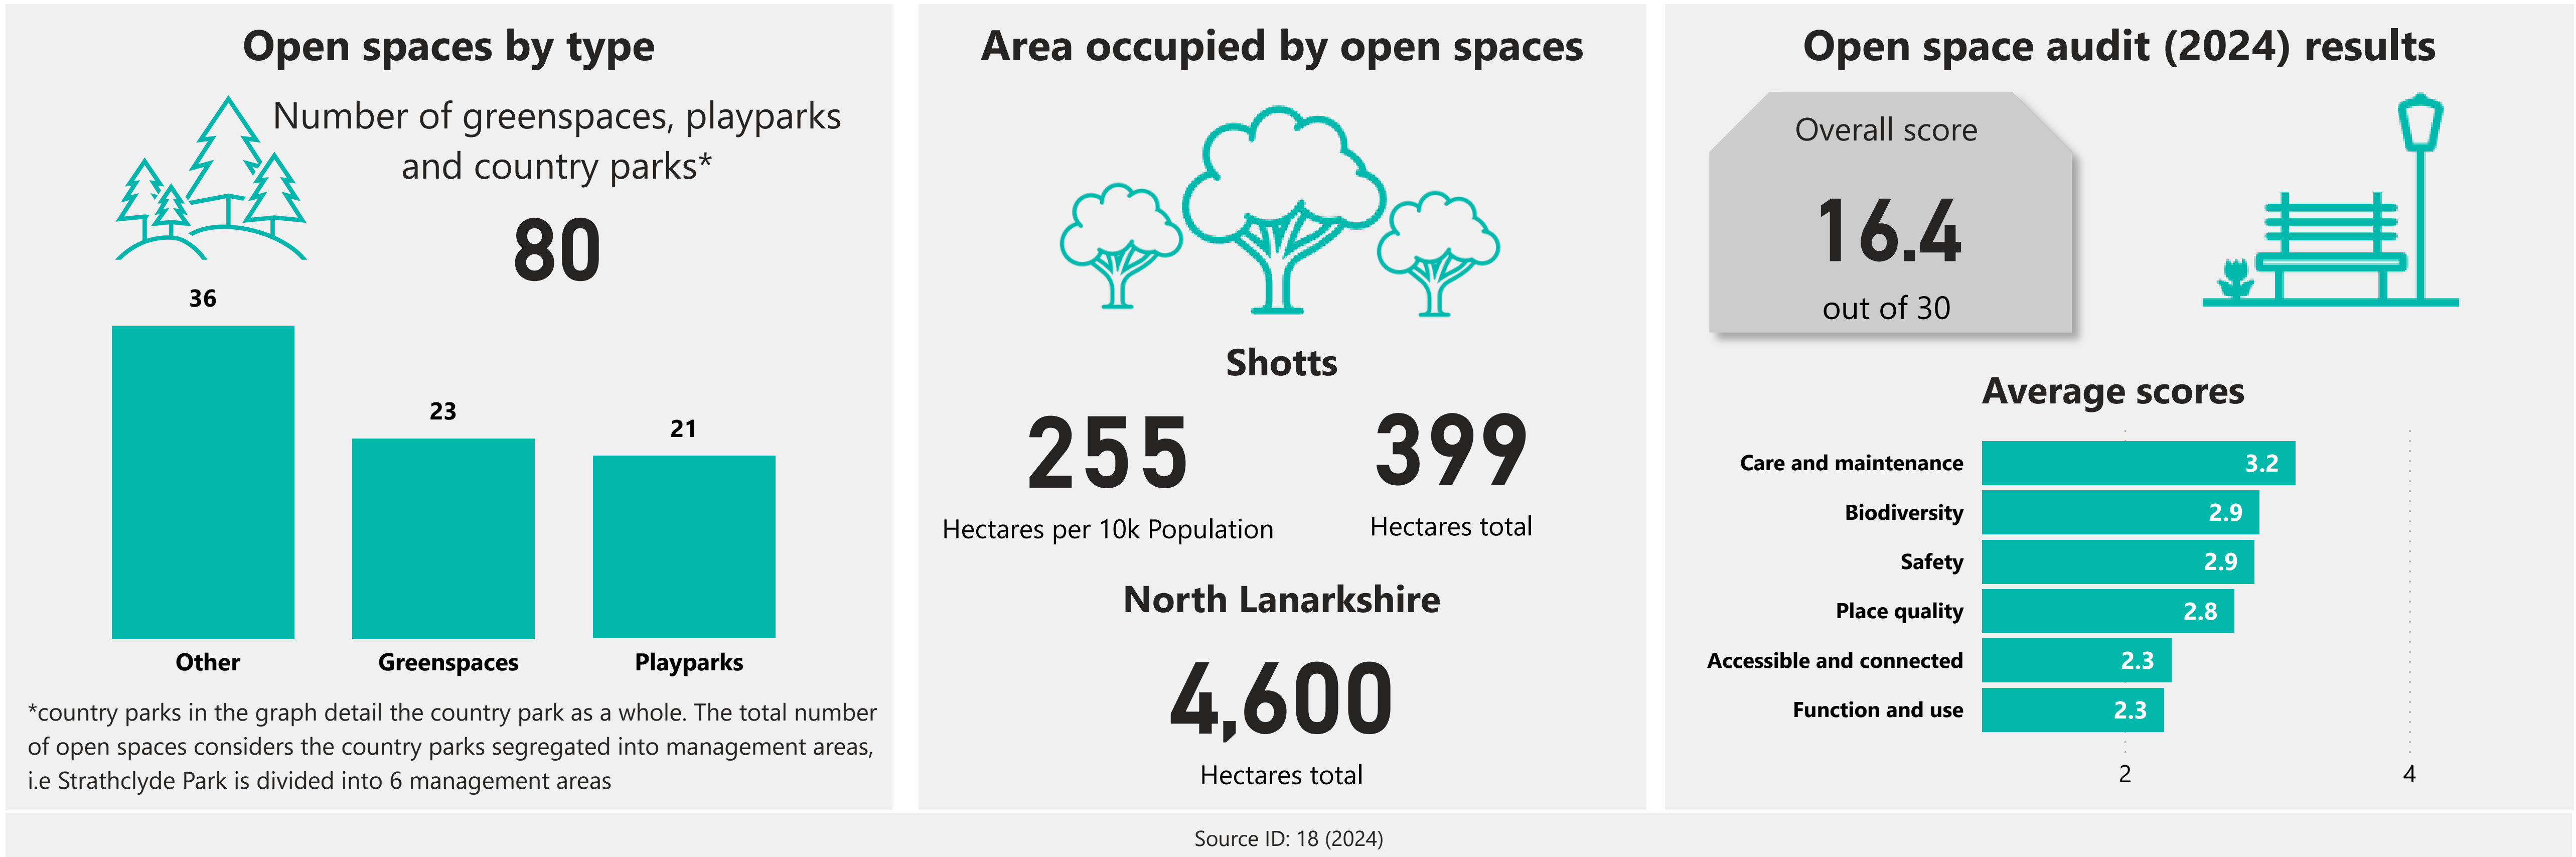 Open spaces by type
Number of greenspaces, playparks
and country parks*
80
36
23
21
Other
Greenspaces
Playparks
*country parks in the graph detail the country park as a whole. The total number
of open spaces considers the country parks segregated into management areas,
i.e Strathclyde Park is divided into 6 management areas
Area occupied by open spaces
Shotts
255
Hectares per 10k Population
399
Hectares total
North Lanarkshire
4,600
Hectares total
Open space audit (2024) results
Overall score
16.4
out of 30
Average scores
Care and maintenance 3.2
Biodiversity 2.9
Safety 2.9
Place quality 2.8
Accessible and connected 2.3
Function and use 2.3
2 4
Source ID: 18 (2024)